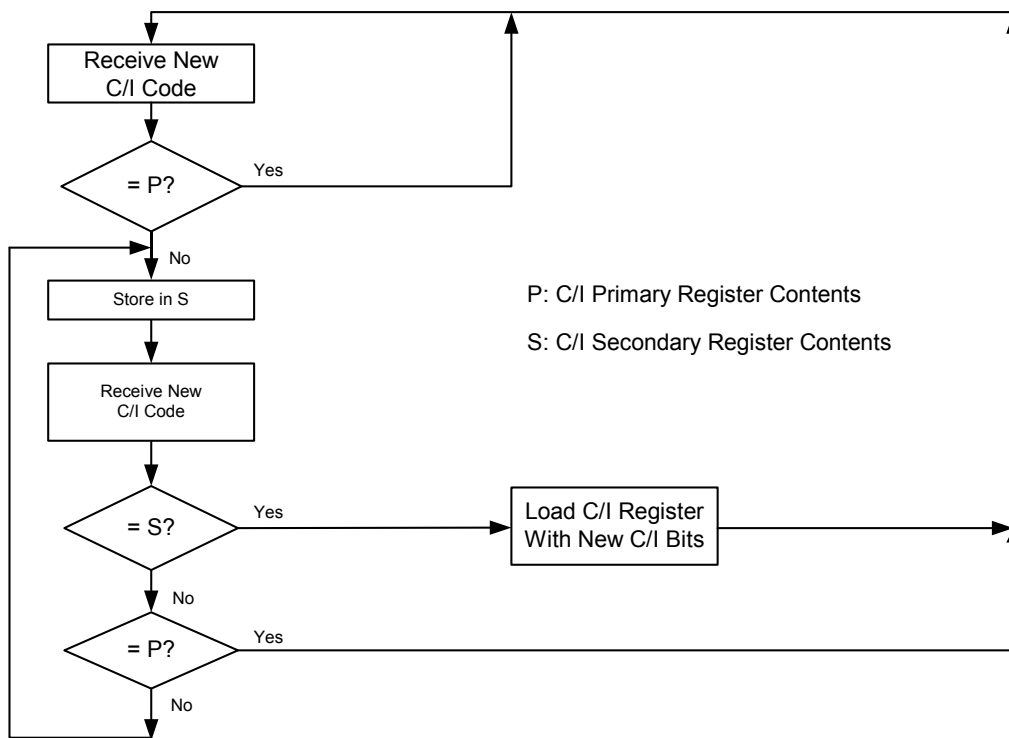 Receive New
C/I Code
= P?
Yes
No
Store in S
P: C/I Primary Register Contents
S: C/I Secondary Register Contents
Receive New
C/I Code
= S?
Yes
Load C/I Register
With New C/I Bits
No
= P?
Yes
No